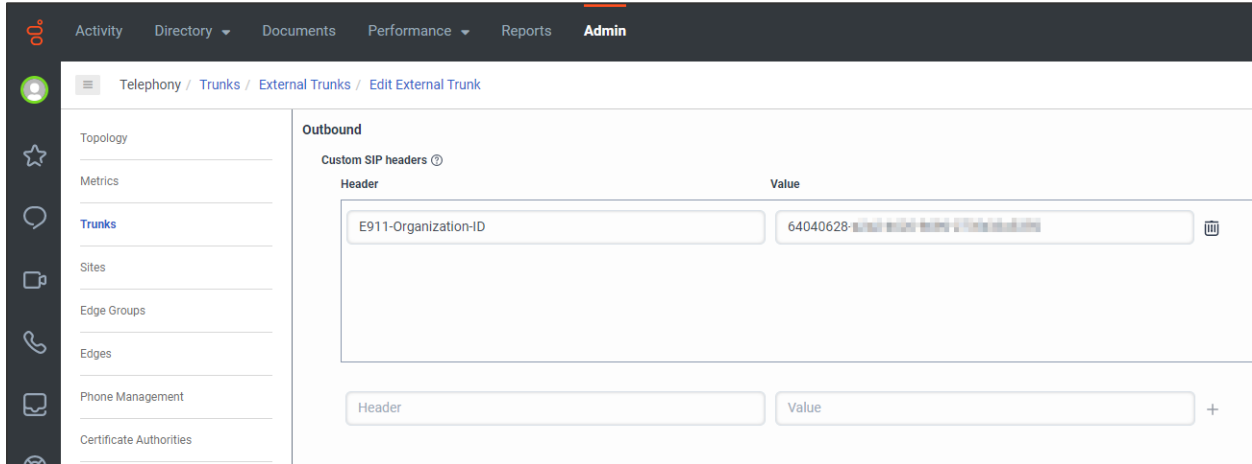 Activity Directory Documents Performance Reports Admin
Telephony / Trunks / External Trunks / Edit External Trunk
Topology
Metrics
Trunks
Sites
Edge Groups
Edges
Phone Management
Certificate Authorities
Outbound
Custom SIP headers
Header Value
E911-Organization-ID 64040628-
Header Value